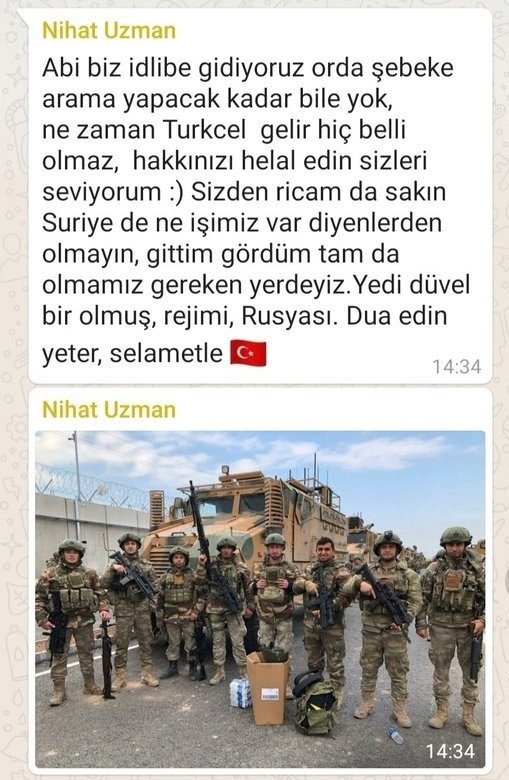 Nihat Uzman
Abi biz idlibe gidiyoruz orda şebeke
arama yapacak kadar bile yok,
ne zaman Turkcel  gelir hiç belli
olmaz,  hakkınızı helal edin sizleri
seviyorum :) Sizden ricam da sakın
Suriye de ne işimiz var diyenlerden
olmayın, gittim gördüm tam da
olmamız gereken yerdeyiz.Yedi düvel
bir olmuş, rejimi, Rusyası. Dua edin
yeter, selametle 🇹🇷
14:34
Nihat Uzman
14:34